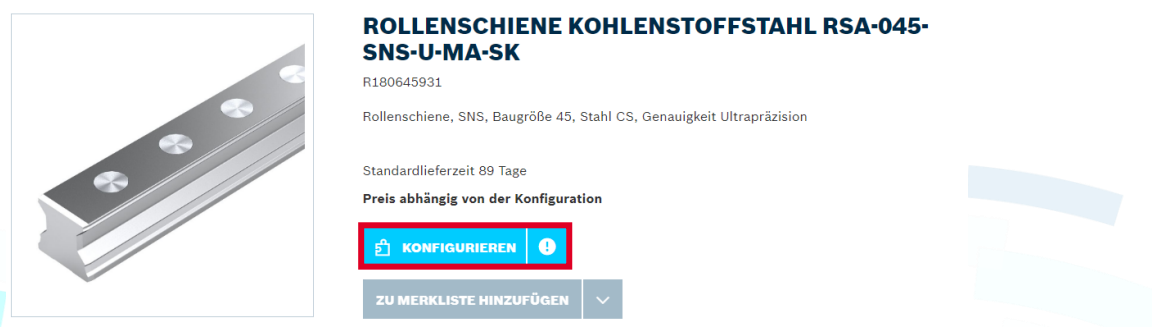 ROLLENSCHIENE KOHLENSTOFFSTAHL RSA-045-
SNS-U-MA-SK
R180645931
Rollenschiene, SNS, Baugröße 45, Stahl CS, Genauigkeit Ultrapräzision
Standardlieferzeit 89 Tage
Preis abhängig von der Konfiguration
KONFIGURIEREN
ZU MERKLISTE HINZUFÜGEN